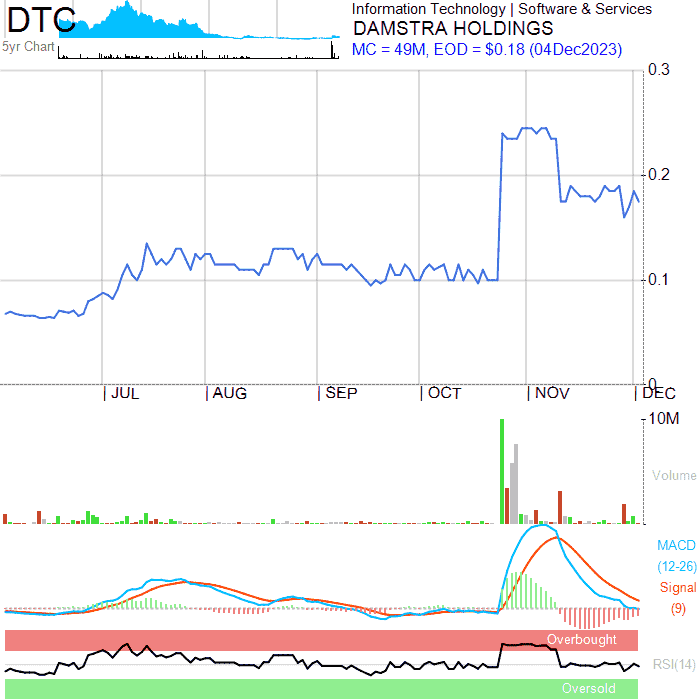 DTC
5yr Chart
Information Technology | Software & Services
DAMSTRA HOLDINGS
MC = 49M, EOD = $0.18 (04Dec2023)
0.3
0.2
0.1
0
JUL AUG SEP OCT NOV DEC
10M
Volume
MACD
(12-26)
Signal
(9)
Overbought
RSI(14)
Oversold